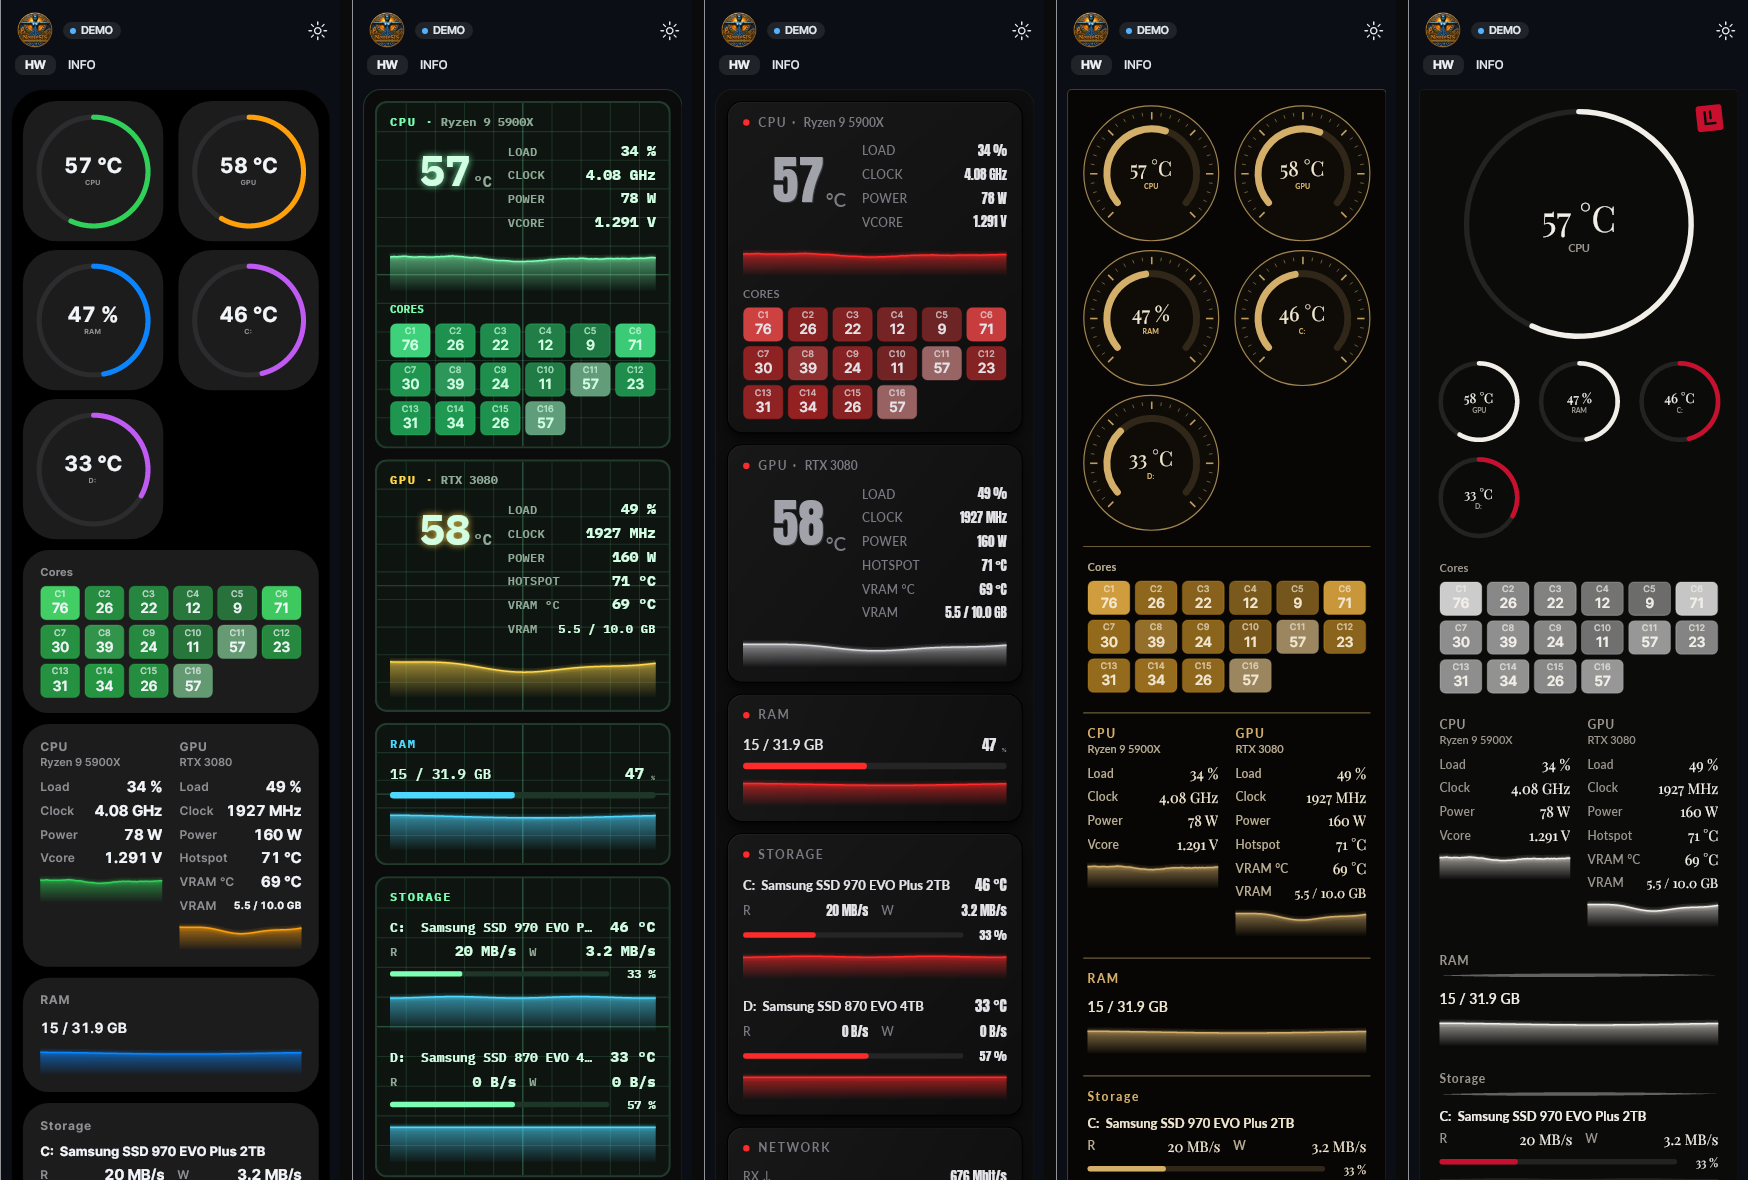 DEMO
HW INFO
57 °C
CPU
58 °C
GPU
47 %
RAM
46 °C
C:
33 °C
D:
Cores
C1 C2 C3 C4 C5 C6
76 26 22 12 9 71
C7 C8 C9 C10 C11 C12
30 39 24 11 57 23
C13 C14 C15 C16
31 34 26 57
CPU
Ryzen 9 5900X
Load 34 %
Clock 4.08 GHz
Power 78 W
Vcore 1.291 V
GPU
RTX 3080
Load 49 %
Clock 1927 MHz
Power 160 W
Hotspot 71 °C
VRAM °C 69 °C
VRAM 5.5 / 10.0 GB
RAM
15 / 31.9 GB
Storage
C: Samsung SSD 970 EVO Plus 2TB
R 20 MB/s W 3.2 MB/s
DEMO
HW INFO
CPU · Ryzen 9 5900X
57 °C
LOAD 34 %
CLOCK 4.08 GHz
POWER 78 W
VCORE 1.291 V
CORES
C1 C2 C3 C4 C5 C6
76 26 22 12 9 71
C7 C8 C9 C10 C11 C12
30 39 24 11 57 23
C13 C14 C15 C16
31 34 26 57
GPU · RTX 3080
58 °C
LOAD 49 %
CLOCK 1927 MHz
POWER 160 W
HOTSPOT 71 °C
VRAM °C 69 °C
VRAM 5.5 / 10.0 GB
RAM
15 / 31.9 GB 47 %
STORAGE
C: Samsung SSD 970 EVO P… 46 °C
R 20 MB/s W 3.2 MB/s
33 %
D: Samsung SSD 870 EVO 4… 33 °C
R 0 B/s W 0 B/s
57 %
DEMO
HW INFO
CPU · Ryzen 9 5900X
57 °C
LOAD 34 %
CLOCK 4.08 GHz
POWER 78 W
VCORE 1.291 V
CORES
C1 C2 C3 C4 C5 C6
76 26 22 12 9 71
C7 C8 C9 C10 C11 C12
30 39 24 11 57 23
C13 C14 C15 C16
31 34 26 57
GPU · RTX 3080
58 °C
LOAD 49 %
CLOCK 1927 MHz
POWER 160 W
HOTSPOT 71 °C
VRAM °C 69 °C
VRAM 5.5 / 10.0 GB
RAM
15 / 31.9 GB 47 %
STORAGE
C: Samsung SSD 970 EVO Plus 2TB 46 °C
R 20 MB/s W 3.2 MB/s
33 %
D: Samsung SSD 870 EVO 4TB 33 °C
R 0 B/s W 0 B/s
57 %
NETWORK
676 Mbit/s
DEMO
HW INFO
57 °C
CPU
58 °C
GPU
47 %
RAM
46 °C
C:
33 °C
D:
Cores
C1 C2 C3 C4 C5 C6
76 26 22 12 9 71
C7 C8 C9 C10 C11 C12
30 39 24 11 57 23
C13 C14 C15 C16
31 34 26 57
CPU
Ryzen 9 5900X
Load 34 %
Clock 4.08 GHz
Power 78 W
Vcore 1.291 V
GPU
RTX 3080
Load 49 %
Clock 1927 MHz
Power 160 W
Hotspot 71 °C
VRAM °C 69 °C
VRAM 5.5 / 10.0 GB
RAM
15 / 31.9 GB
Storage
C: Samsung SSD 970 EVO Plus 2TB
R 20 MB/s W 3.2 MB/s
33 %
DEMO
HW INFO
57 °C
CPU
58 °C
GPU
47 %
RAM
46 °C
C:
33 °C
D:
Cores
C1 C2 C3 C4 C5 C6
76 26 22 12 9 71
C7 C8 C9 C10 C11 C12
30 39 24 11 57 23
C13 C14 C15 C16
31 34 26 57
CPU
Ryzen 9 5900X
Load 34 %
Clock 4.08 GHz
Power 78 W
Vcore 1.291 V
GPU
RTX 3080
Load 49 %
Clock 1927 MHz
Power 160 W
Hotspot 71 °C
VRAM °C 69 °C
VRAM 5.5 / 10.0 GB
RAM
15 / 31.9 GB
Storage
C: Samsung SSD 970 EVO Plus 2TB
R 20 MB/s W 3.2 MB/s
33 %